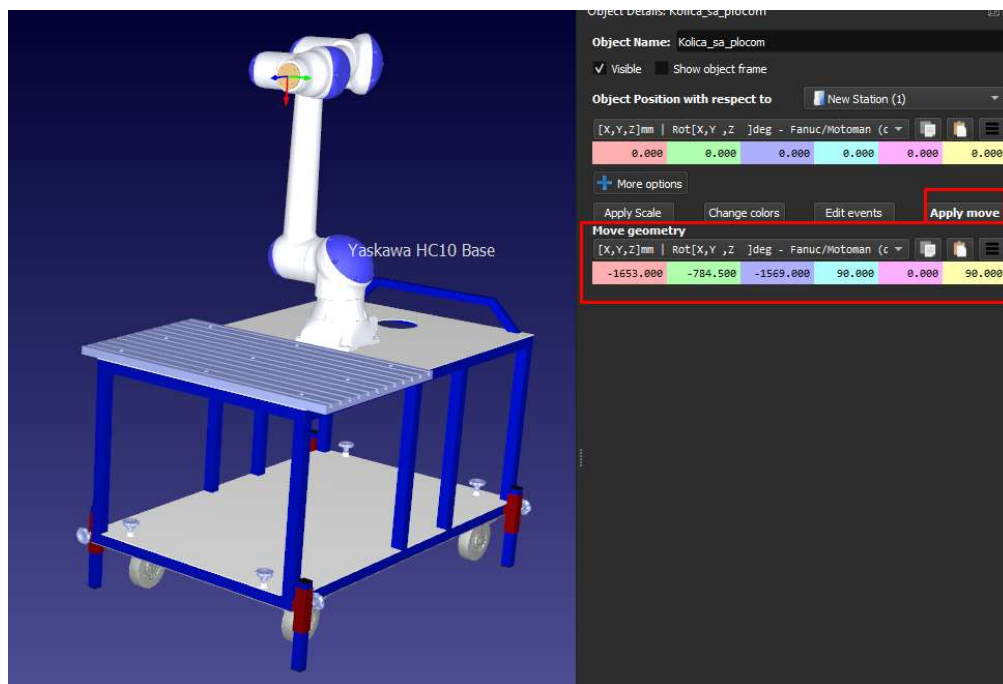 Object Details: Kolica_sa_plocom
Object Name: Kolica_sa_plocom
Visible Show object frame
Object Position with respect to New Station (1)
[X,Y,Z]mm | Rot[X,Y ,Z ]deg - Fanuc/Motoman (c
0.000 0.000 0.000 0.000 0.000 0.000
More options
Apply Scale Change colors Edit events Apply move
Move geometry
[X,Y,Z]mm | Rot[X,Y ,Z ]deg - Fanuc/Motoman (c
-1653.000 -784.500 -1569.000 90.000 0.000 90.000
Yaskawa HC10 Base